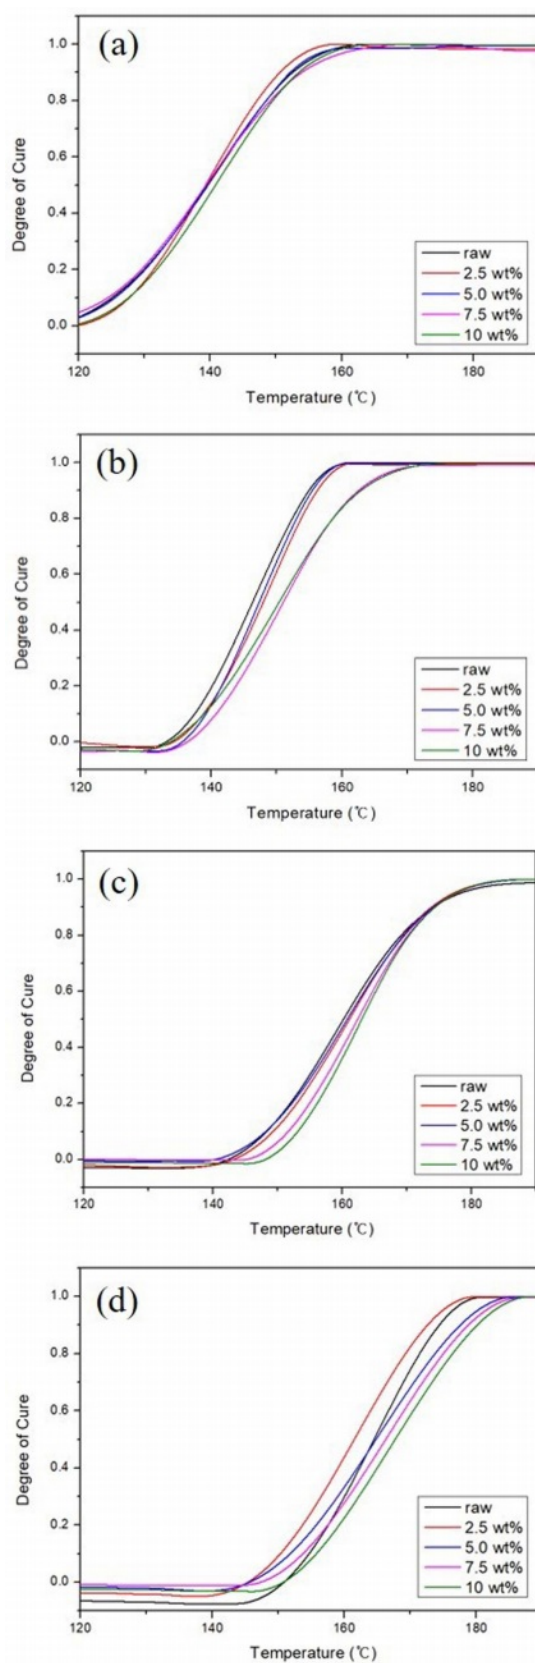 (a)
Degree of Cure
1.0
0.8
0.6
0.4
0.2
0.0
raw
2.5 wt%
5.0 wt%
7.5 wt%
10 wt%
120 140 160 180
Temperature (℃)
(b)
Degree of Cure
1.0
0.8
0.6
0.4
0.2
0.0
raw
2.5 wt%
5.0 wt%
7.5 wt%
10 wt%
120 140 160 180
Temperature (℃)
(c)
Degree of Cure
1.0
0.8
0.6
0.4
0.2
0.0
raw
2.5 wt%
5.0 wt%
7.5 wt%
10 wt%
120 140 160 180
Temperature (℃)
(d)
Degree of Cure
1.0
0.8
0.6
0.4
0.2
0.0
raw
2.5 wt%
5.0 wt%
7.5 wt%
10 wt%
120 140 160 180
Temperature (℃)